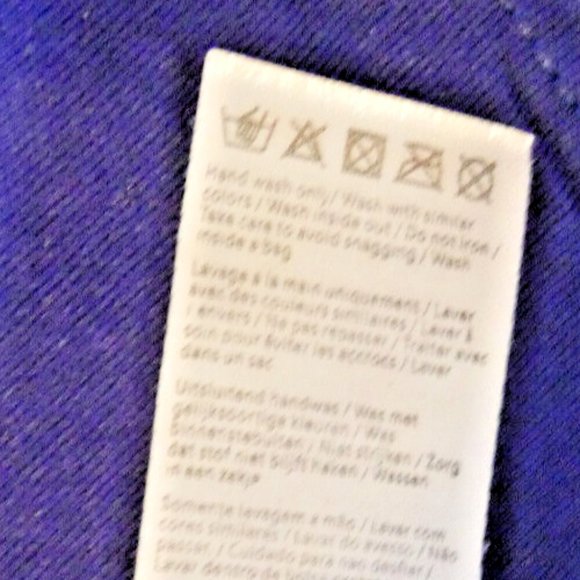 Hand wash only / Wash with similar
colors / Wash inside out / Do not iron /
Take care to avoid snagging / Wash
inside a bag
Lavage à la main uniquement / Laver
avec des couleurs similaires / Laver à
l'envers / Ne pas repasser / Traiter avec
soin pour éviter les accrocs / Laver
dans un sac
Uitsluitend handwas / Was met
gelijksoortige kleuren / Was
binnenstebuiten / Niet strijken / Zorg
dat stof niet blijft haken / Wassen
in een zakje
Somente lavagem a mão / Lavar com
cores similares / Lavar do avesso / Não
passar / Cuidado para não desfiar /
Lavar dentro de